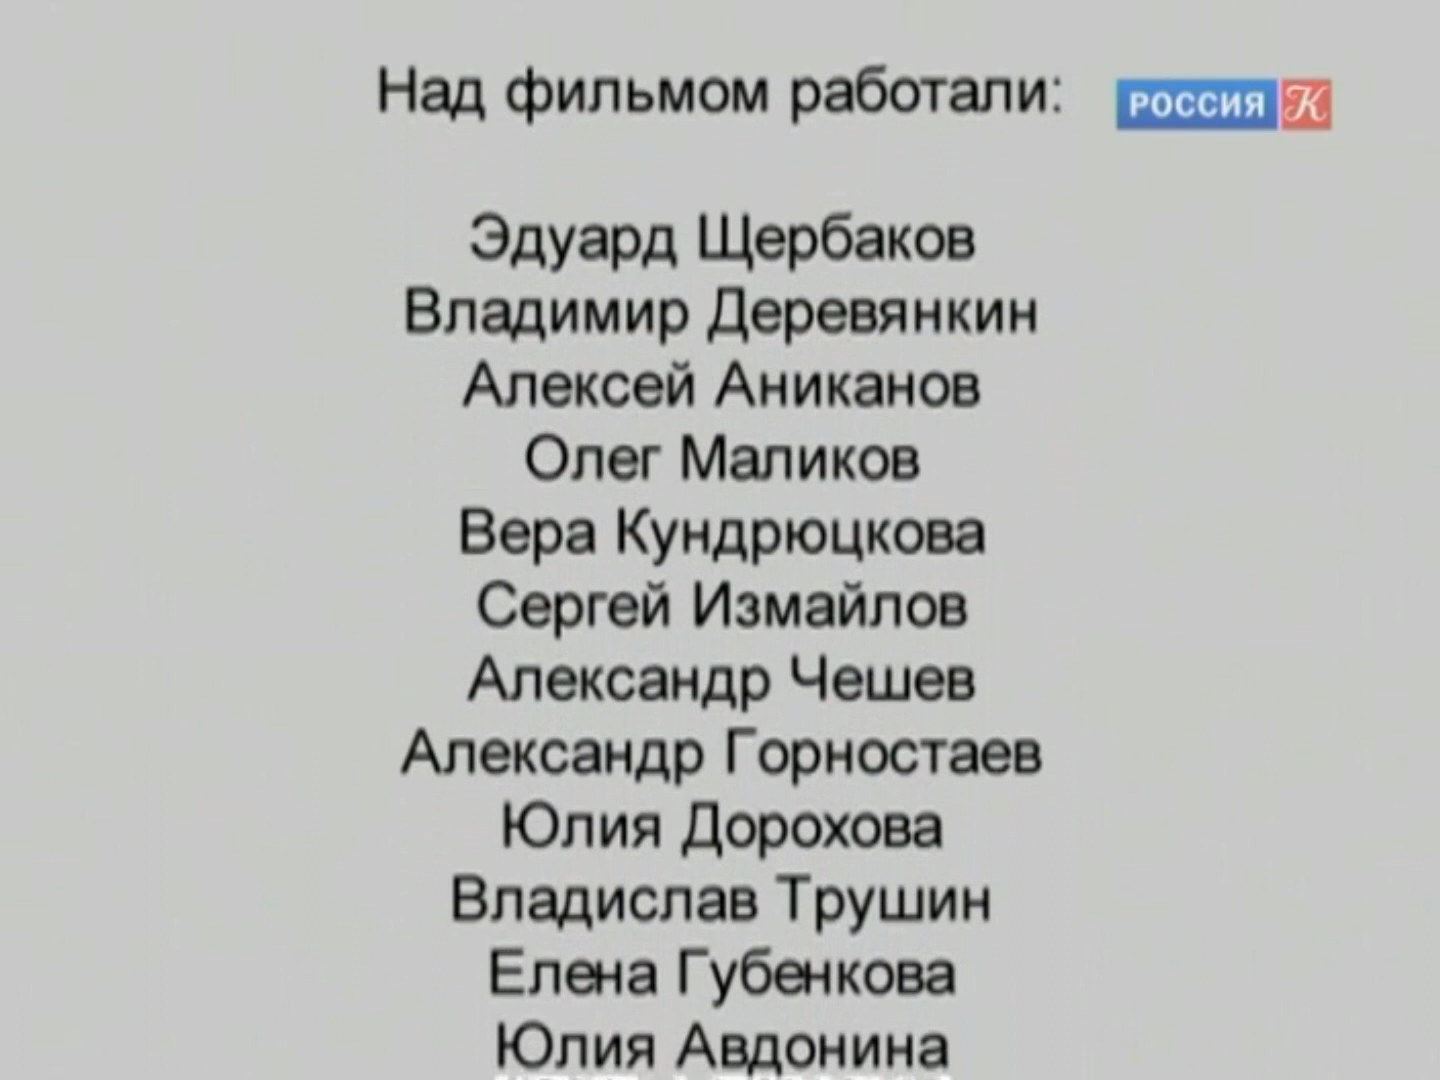 Над фильмом работали:
РОССИЯ К
Эдуард Щербаков
Владимир Деревянкин
Алексей Аниканов
Олег Маликов
Вера Кундрюцкова
Сергей Измайлов
Александр Чешев
Александр Горностаев
Юлия Дорохова
Владислав Трушин
Елена Губенкова
Юлия Авдонина